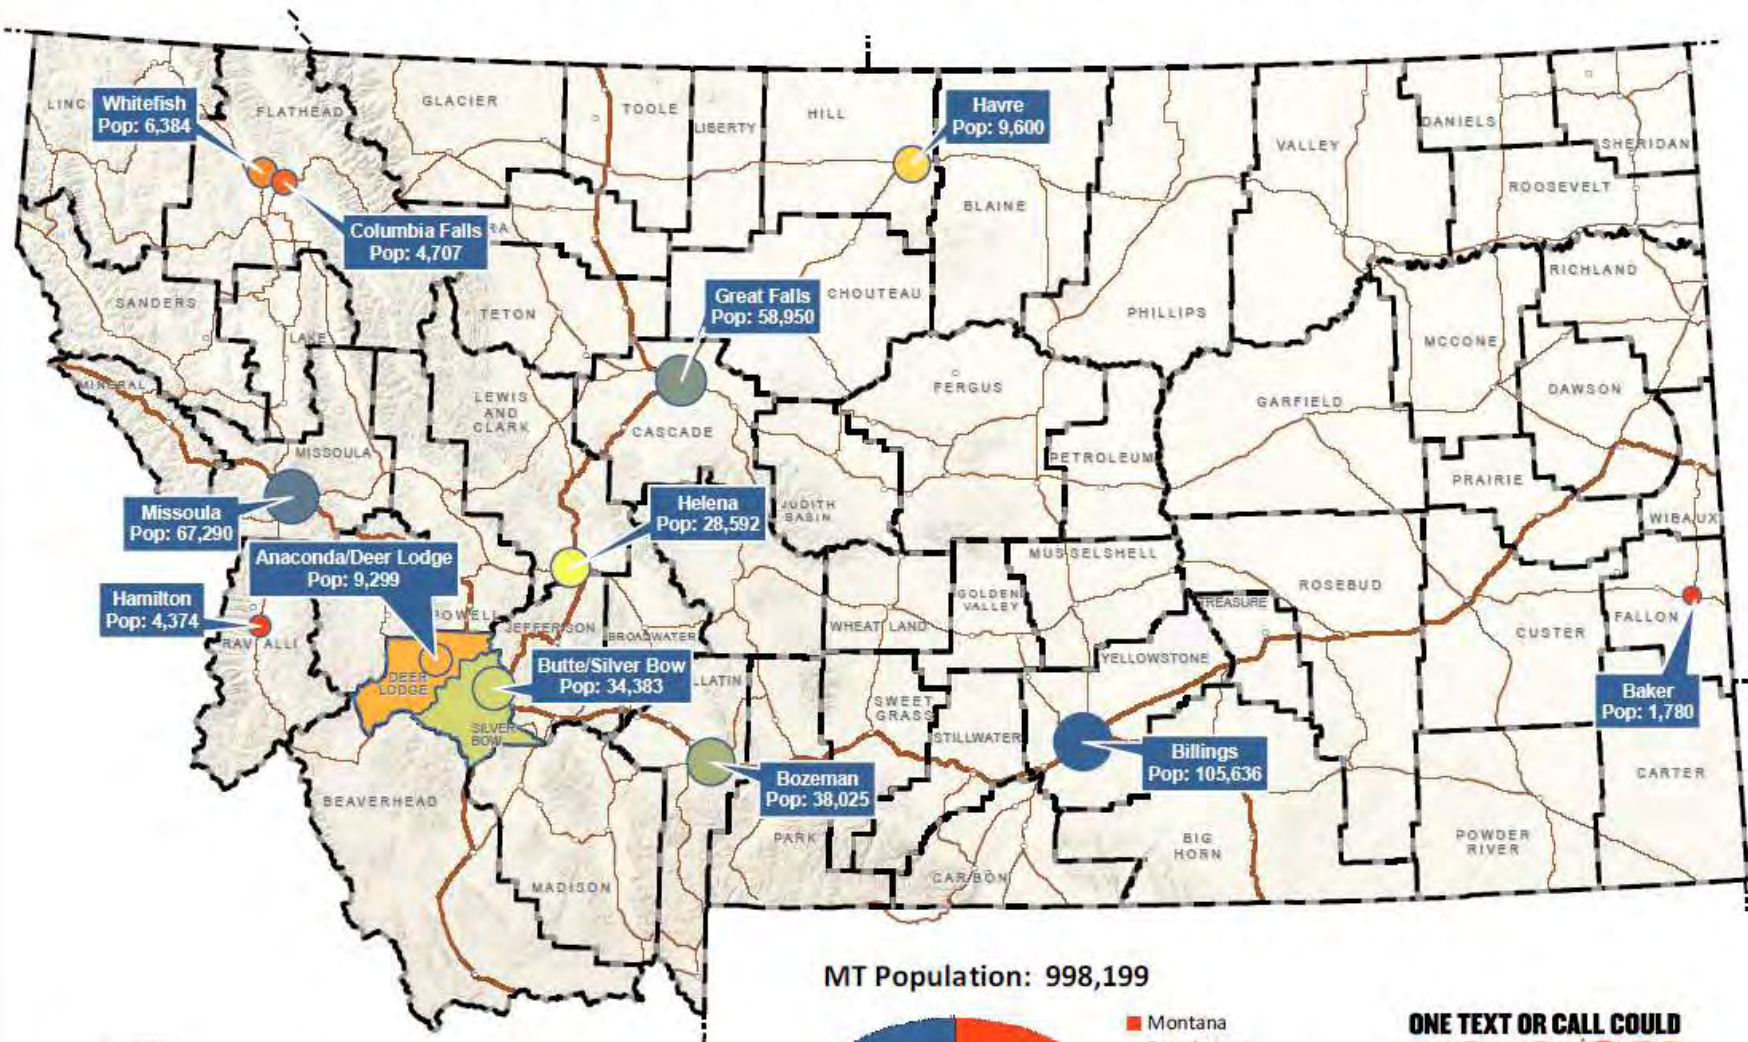 LINC
Whitefish
Pop: 6,384
FLATHEAD
GLACIER
TOOLE
LIBERTY
HILL
Havre
Pop: 9,600
BLAINE
VALLEY
DANIELS
SHERIDAN
ROOSEVELT
Columbia Falls
Pop: 4,707
RA
SANDERS
LAKE
TETON
Great Falls
Pop: 58,950
CHOUTEAU
PHILLIPS
RICHLAND
MCCONE
DAWSON
MINERAL
LEWIS
AND
CLARK
CASCADE
FERGUS
GARFIELD
PETROLEUM
PRAIRIE
MISSOULA
Missoula
Pop: 67,290
Helena
Pop: 28,592
JUDITH
BASIN
WIBAUX
Anaconda/Deer Lodge
Pop: 9,299
MUSSELSHELL
ROSEBUD
Hamilton
Pop: 4,374
RAVALLI
POWELL
JEFFERSON
BROADWATER
WHEATLAND
GOLDEN
VALLEY
TREASURE
CUSTER
FALLON
DEER
LODGE
Butte/Silver Bow
Pop: 34,383
LLATIN
YELLOWSTONE
SWEET
GRASS
Baker
Pop: 1,780
SILVER
BOW
STILLWATER
Billings
Pop: 105,636
Bozeman
Pop: 38,025
CARTER
BEAVERHEAD
PARK
BIG
HORN
POWDER
RIVER
MADISON
CARBON
MT Population: 998,199
Montana
ONE TEXT OR CALL COULD